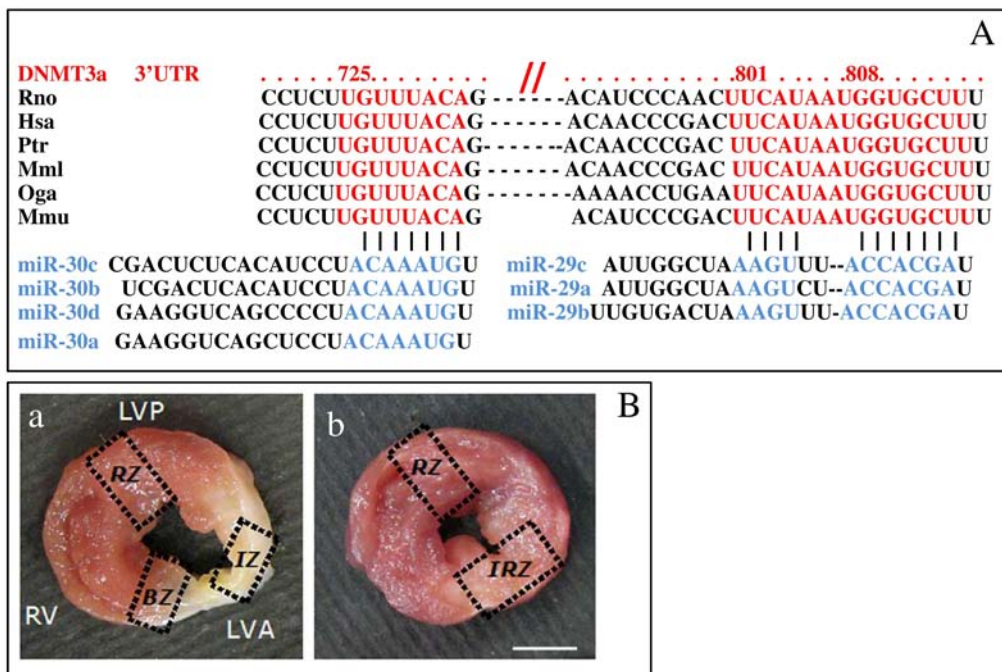 A
DNMT3a 3'UTR . . . . . 725. . . . . . . . // . . . . . . . . . . . .801 . . . .808. . . . . . .
Rno CCUCUUGUUUACAG - - - - - - ACAUCCCAACUUCAUAAUGGUGCUUU
Hsa CCUCUUGUUUACAG - - - - - - ACAACCCGACUUCAUAAUGGUGCUUU
Ptr CCUCUUGUUUACAG - - - - - - ACAACCCGAC UUCAUAAUGGUGCUUU
Mml CCUCUUGUUUACAG - - - - - - ACAACCCGAC UUCAUAAUGGUGCUUU
Oga CCUCUUGUUUACAG - - - - - - - AAAACCUGAA UUCAUAAUGGUGCUUU
Mmu CCUCUUGUUUACAG ACAUCCCGACUUCAUAAUGGUGCUUU
miR-30c CGACUCUCACAUCCUACAAAUGU miR-29c AUUGGCUAAAGUUU--ACCACGAU
miR-30b UCGACUCACAUCCUACAAAUGU miR-29a AUUGGCUAAAGUCU--ACCACGAU
miR-30d GAAGGUCAGCCCCUACAAAUGU miR-29b UUGUGACUAAAGUUU-ACCACGAU
miR-30a GAAGGUCAGCUCCUACAAAUGU
B
a LVP b
RZ RZ
IZ IRZ
BZ
RV LVA